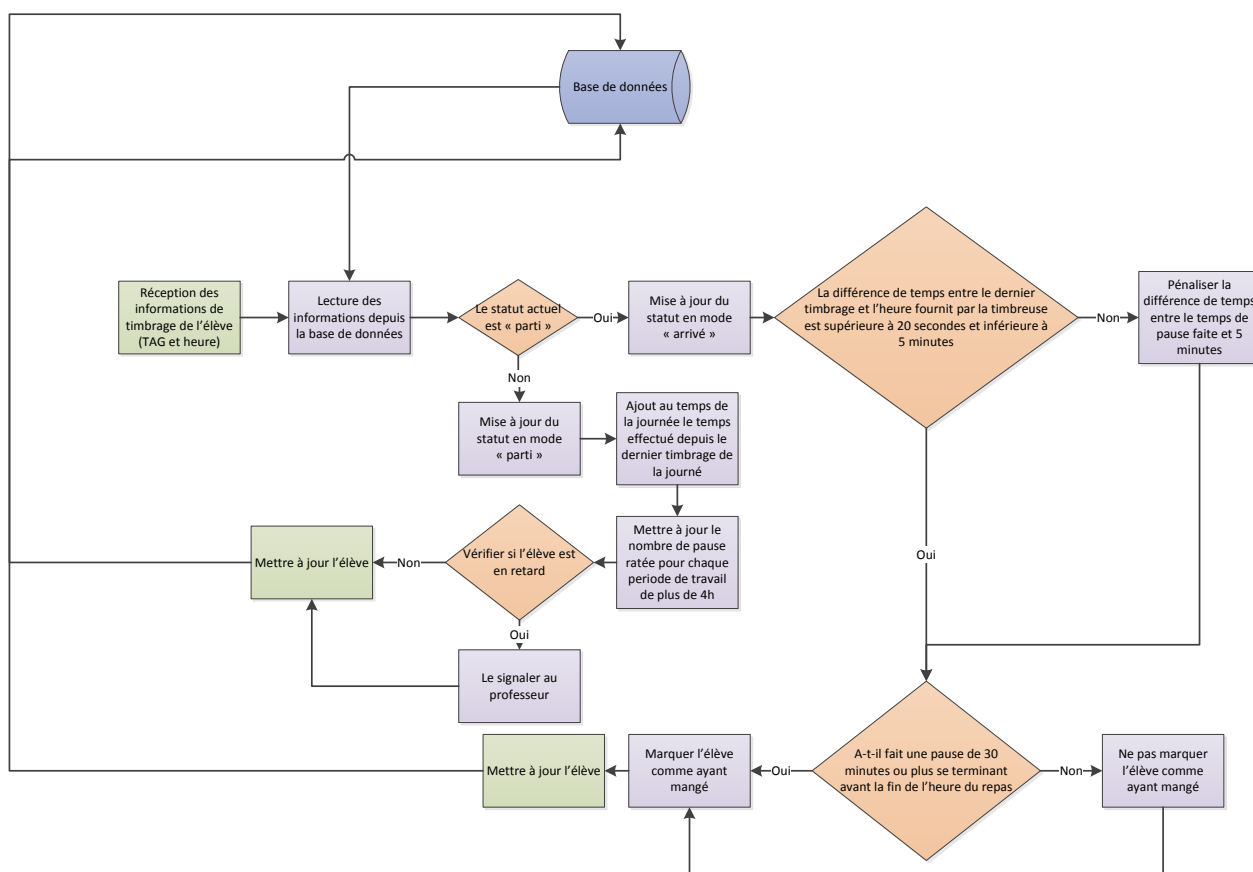 Base de données
Réception des
informations de
timbrage de l'élève
(TAG et heure)
Lecture des
informations depuis
la base de données
Le statut actuel
est « parti »
Oui
Mise à jour du
statut en mode
« arrivé »
La différence de temps entre le dernier
timbrage et l'heure fournit par la timbreuse
est supérieure à 20 secondes et inférieure à
5 minutes
Non
Pénaliser la
différence de temps
entre le temps de
pause faite et 5
minutes
Non
Mise à jour du
statut en mode
« parti »
Ajout au temps de
la journée le temps
effectué depuis le
dernier timbrage de
la journé
Mettre à jour l'élève
Non
Vérifier si l'élève est
en retard
Mettre à jour le
nombre de pause
ratée pour chaque
periode de travail
de plus de 4h
Oui
Oui
Le signaler au
professeur
Mettre à jour l'élève
Marquer l'élève
comme ayant
mangé
Oui
A-t-il fait une pause de 30
minutes ou plus se terminant
avant la fin de l'heure du repas
Non
Ne pas marquer
l'élève comme
ayant mangé